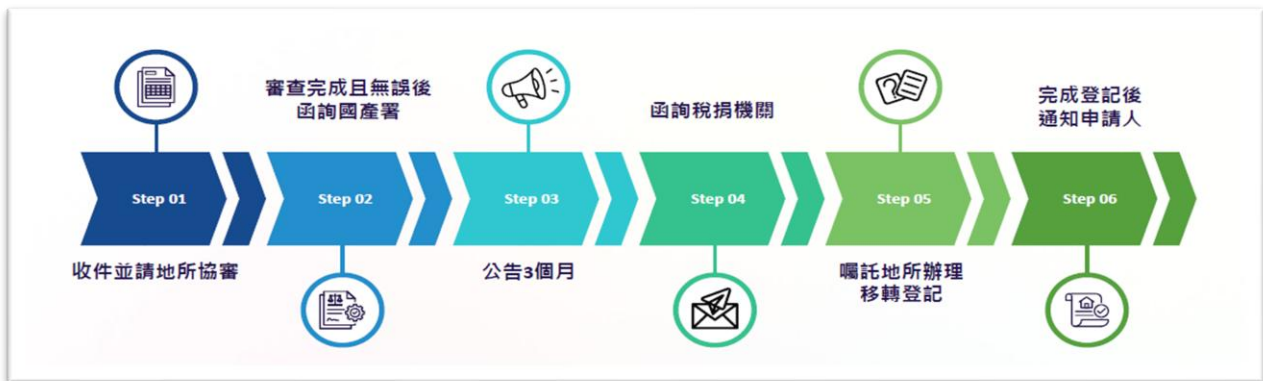 審查完成且無誤後
函詢國產署
函詢稅捐機關
完成登記後
通知申請人
Step 01
Step 02
Step 03
Step 04
Step 05
Step 06
收件並請地所協審
公告3個月
囑託地所辦理
移轉登記